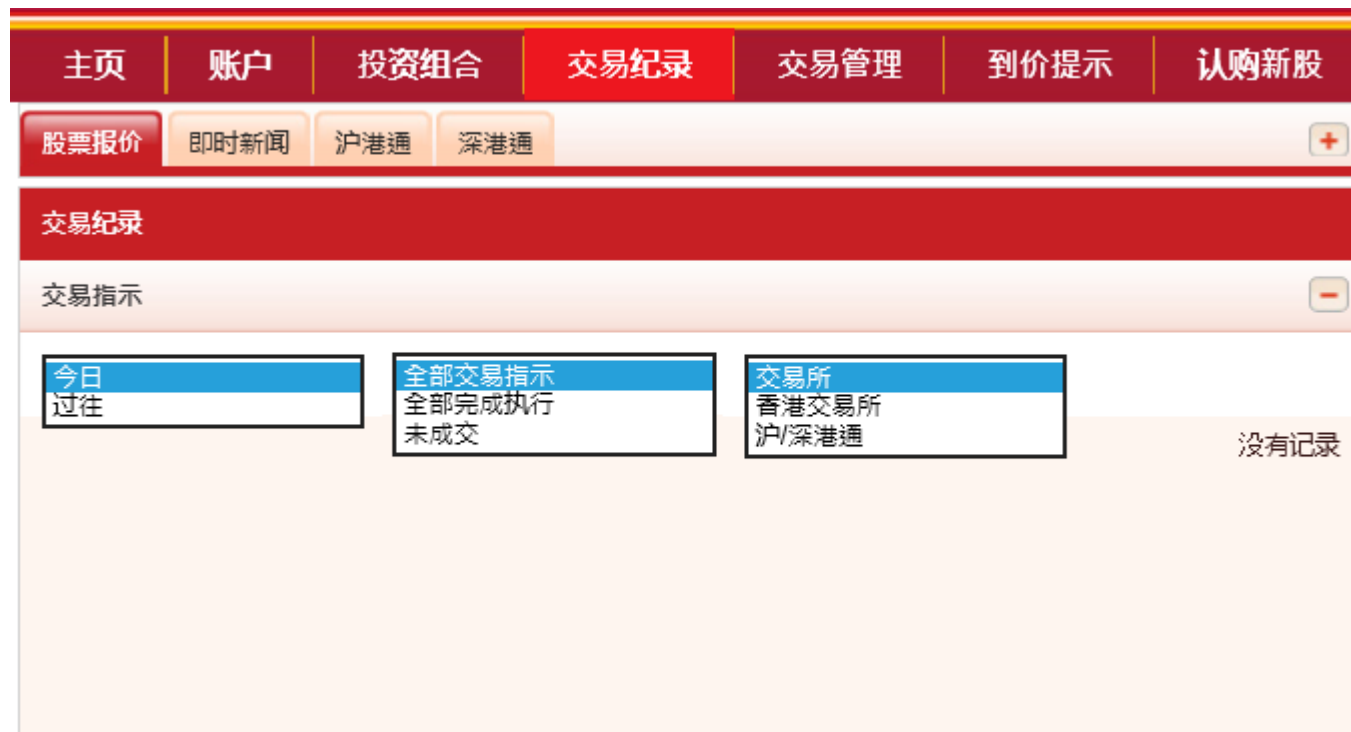 主页 账户 投资组合 交易纪录 交易管理 到价提示 认购新股
股票报价 即时新闻 沪港通 深港通
交易纪录
交易指示
今日 全部交易指示 交易所
过往 全部完成执行 香港交易所
未成交 沪/深港通
没有记录